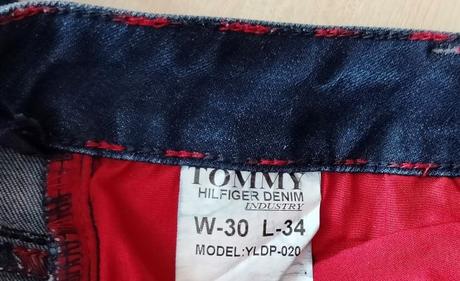 TOMMY
HILFIGER DENIM
INDUSTRY
W-30 L-34
MODEL:YLDP-020